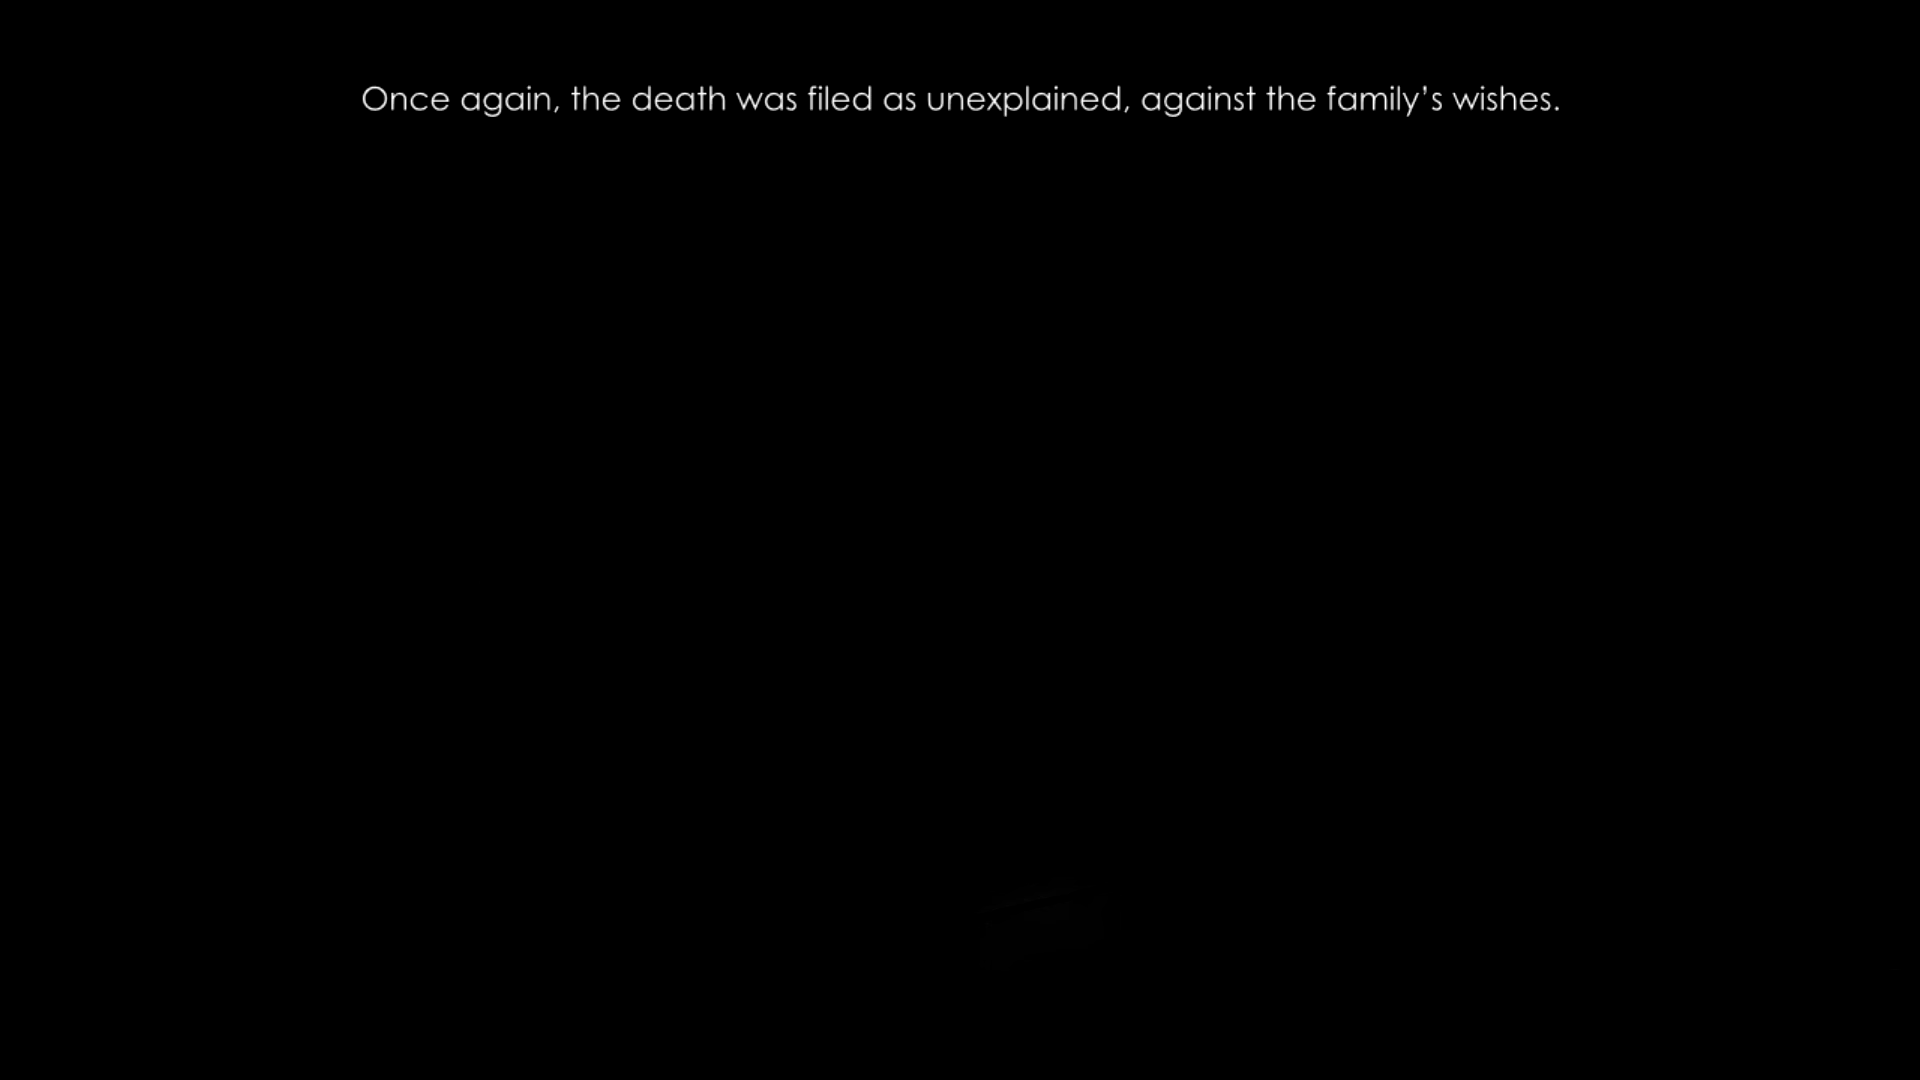 Once again, the death was filed as unexplained, against the family’s wishes.